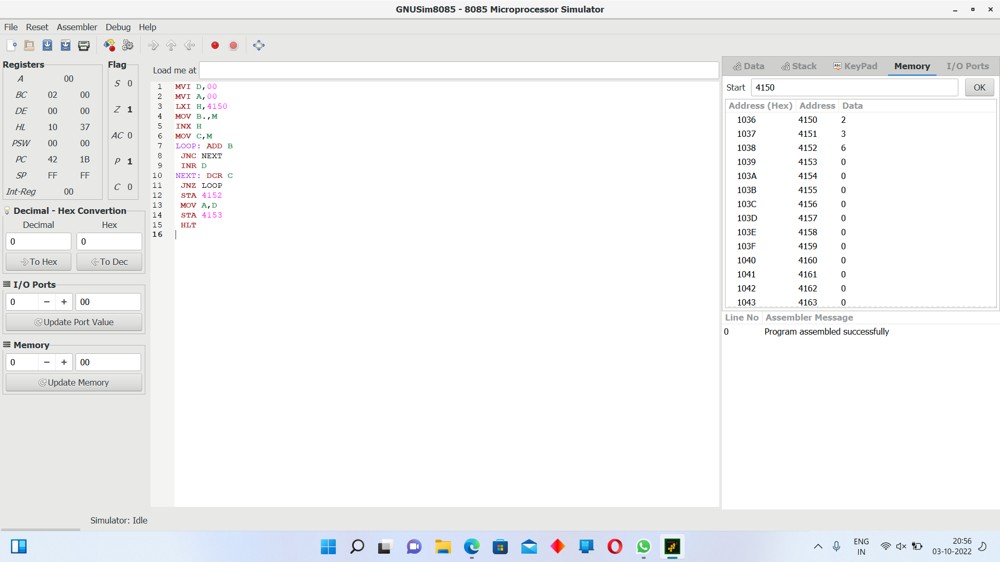 GNUSim8085 - 8085 Microprocessor Simulator
File Reset Assembler Debug Help
Registers
A 00
BC 02 00
DE 00 00
HL 10 37
PSW 00 00
PC 42 1B
SP FF FF
Int-Reg 00
Flag
S 0
Z 1
AC 0
P 1
C 0
Decimal - Hex Convertion
Decimal Hex
0 0
To Hex To Dec
I/O Ports
0 − + 00
Update Port Value
Memory
0 − + 00
Update Memory
Load me at
1 MVI D,00
2 MVI A,00
3 LXI H,4150
4 MOV B.,M
5 INX H
6 MOV C,M
7 LOOP: ADD B
8 JNC NEXT
9 INR D
10 NEXT: DCR C
11 JNZ LOOP
12 STA 4152
13 MOV A,D
14 STA 4153
15 HLT
16
Data Stack Abc KeyPad Memory I/O Ports
Start 4150 OK
Address (Hex) Address Data
1036 4150 2
1037 4151 3
1038 4152 6
1039 4153 0
103A 4154 0
103B 4155 0
103C 4156 0
103D 4157 0
103E 4158 0
103F 4159 0
1040 4160 0
1041 4161 0
1042 4162 0
1043 4163 0
Line No Assembler Message
0 Program assembled successfully
Simulator: Idle
ENG
IN
20:56
03-10-2022